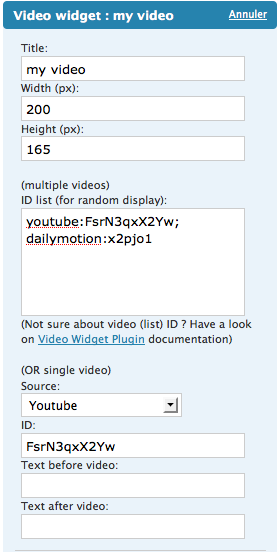 Video widget : my video Annuler
Title:
my video
Width (px):
200
Height (px):
165
(multiple videos)
ID list (for random display):
youtube:FsrN3qxX2Yw;
dailymotion:x2pjo1
(Not sure about video (list) ID ? Have a look
on Video Widget Plugin documentation)
(OR single video)
Source:
Youtube
ID:
FsrN3qxX2Yw
Text before video:
Text after video: